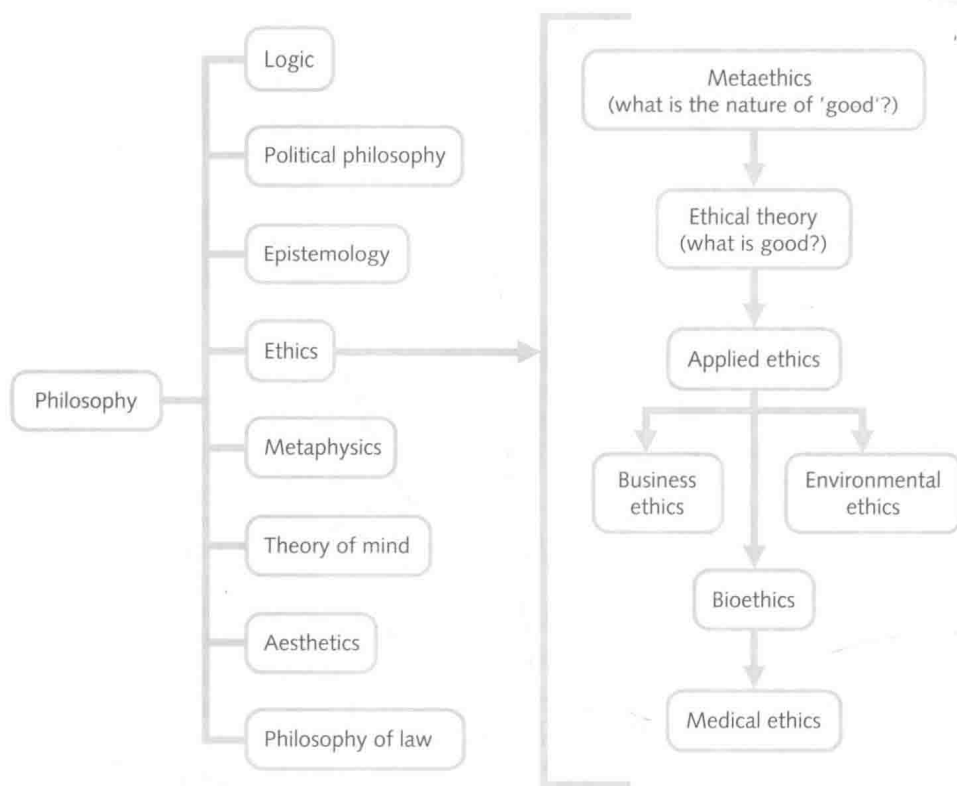 Philosophy
Logic
Political philosophy
Epistemology
Ethics
Metaphysics
Theory of mind
Aesthetics
Philosophy of law
Metaethics
(what is the nature of 'good'?)
Ethical theory
(what is good?)
Applied ethics
Business
ethics
Environmental
ethics
Bioethics
Medical ethics